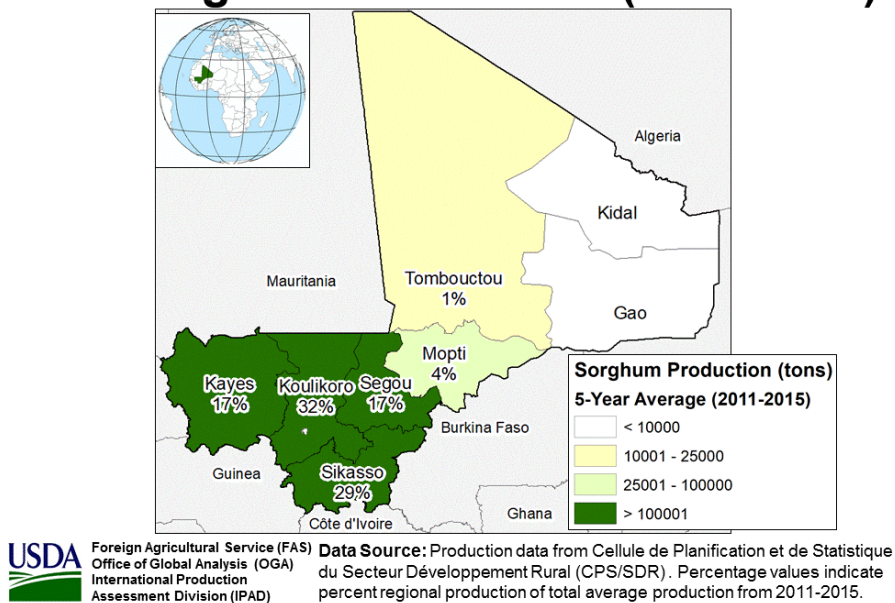 Algeria
Kidal
Tombouctou
1%
Mauritania
Gao
Mopti
4%
Kayes
17%
Koulikoro
32%
Segou
17%
Burkina Faso
Guinea
Sikasso
29%
Côte d'Ivoire
Ghana
Sorghum Production (tons)
5-Year Average (2011-2015)
< 10000
10001 - 25000
25001 - 100000
> 100001
USDA
Foreign Agricultural Service (FAS)
Office of Global Analysis (OGA)
International Production
Assessment Division (IPAD)
Data Source: Production data from Cellule de Planification et de Statistique
du Secteur Développement Rural (CPS/SDR). Percentage values indicate
percent regional production of total average production from 2011-2015.